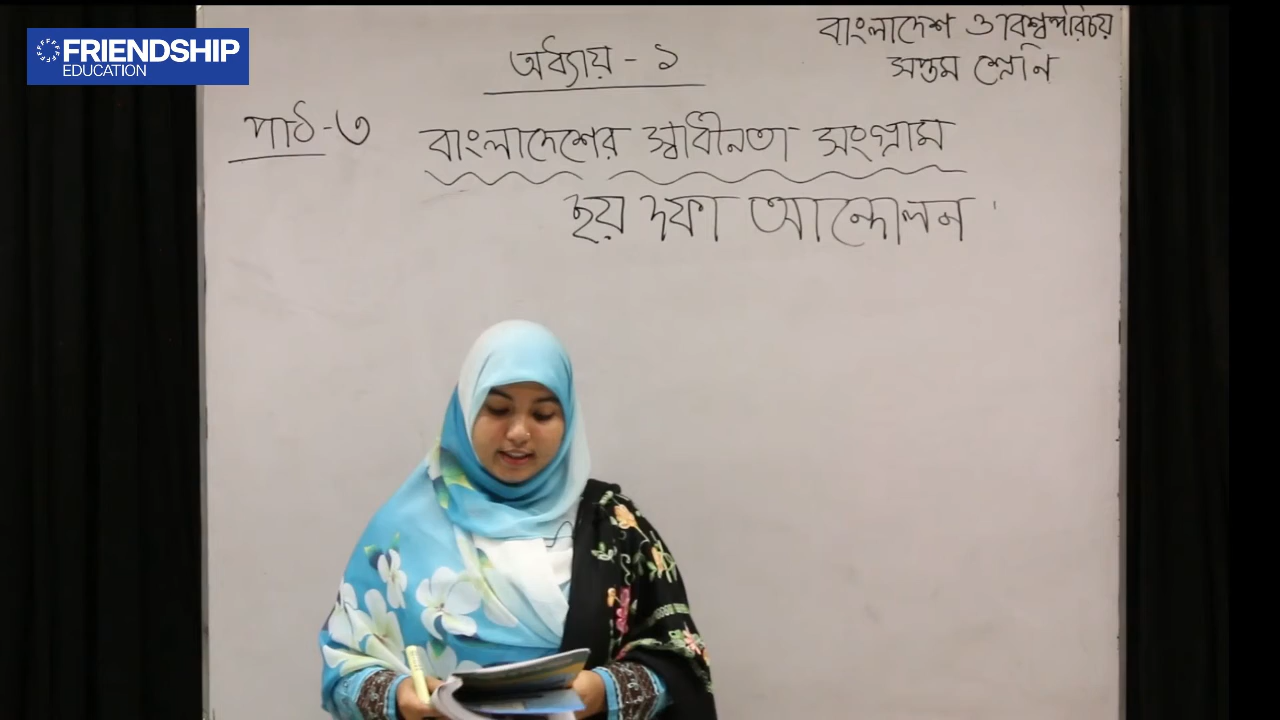 FRIENDSHIP
EDUCATION
বাংলাদেশ ও বিশ্বপরিচয়
সপ্তম শ্রেনি
অধ্যায় - ১
পাঠ-৩
বাংলাদেশের স্বাধীনতা সংগ্রাম
ছয় দফা আন্দোলন